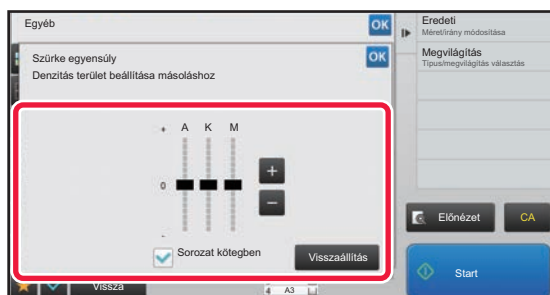 Egyéb
OK
Szürke egyensúly
Denzitás terület beállítása másoláshoz
OK
+ A K M
0
-
+
−
Sorozat kötegben
Visszaállítás
Vissza
4 A3
Eredeti
Méret/irány módosítása
Megvilágítás
Típus/megvilágítás választás
Előnézet
CA
Start